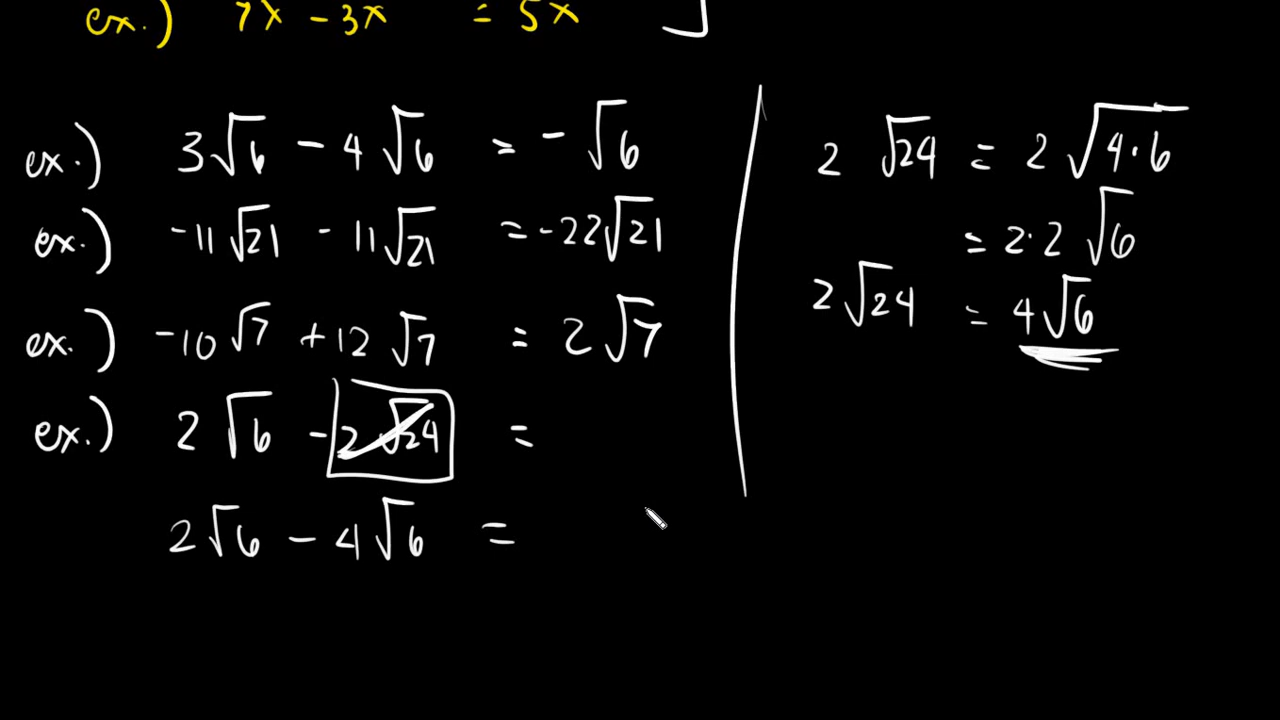 ex.) 7x - 3x = 5x
ex.) 3√6 - 4√6 = -√6
ex.) -11√21 - 11√21 = -22√21
ex.) -10√7 + 12√7 = 2√7
ex.) 2√6 - 2√24 =
2√6 - 4√6 =
2 √24 = 2√4·6
= 2·2√6
2√24 = 4√6